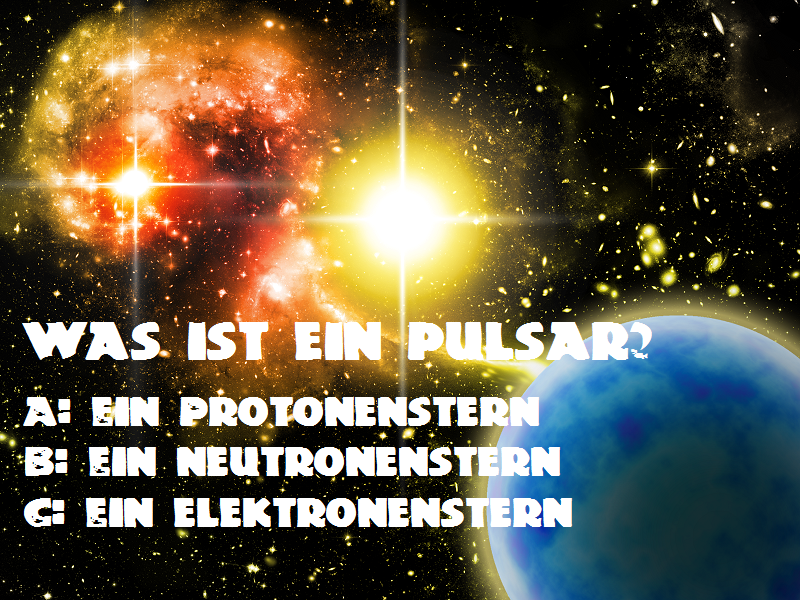 WAS IST EIN PULSAR?
A: EIN PROTONENSTERN
B: EIN NEUTRONENSTERN
C: EIN ELEKTRONENSTERN